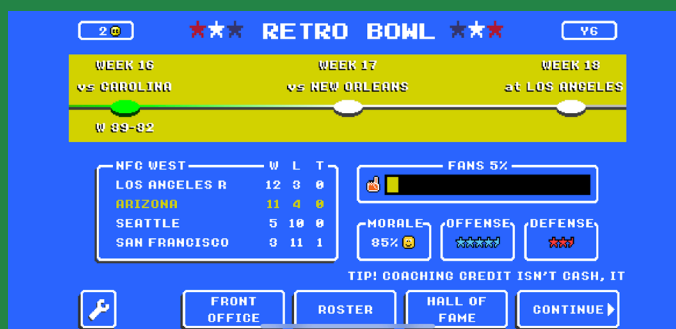 2
RETRO BOWL
Y6
WEEK 16
WEEK 17
WEEK 18
vs CAROLINA
vs NEW ORLEANS
at LOS ANGELES
W 89-82
NFC WEST W L T
LOS ANGELES R 12 3 0
ARIZONA 11 4 0
SEATTLE 5 10 0
SAN FRANCISCO 3 11 1
FANS 5%
MORALE
85%
OFFENSE
DEFENSE
TIP! COACHING CREDIT ISN'T CASH, IT
FRONT
OFFICE
ROSTER
HALL OF
FAME
CONTINUE